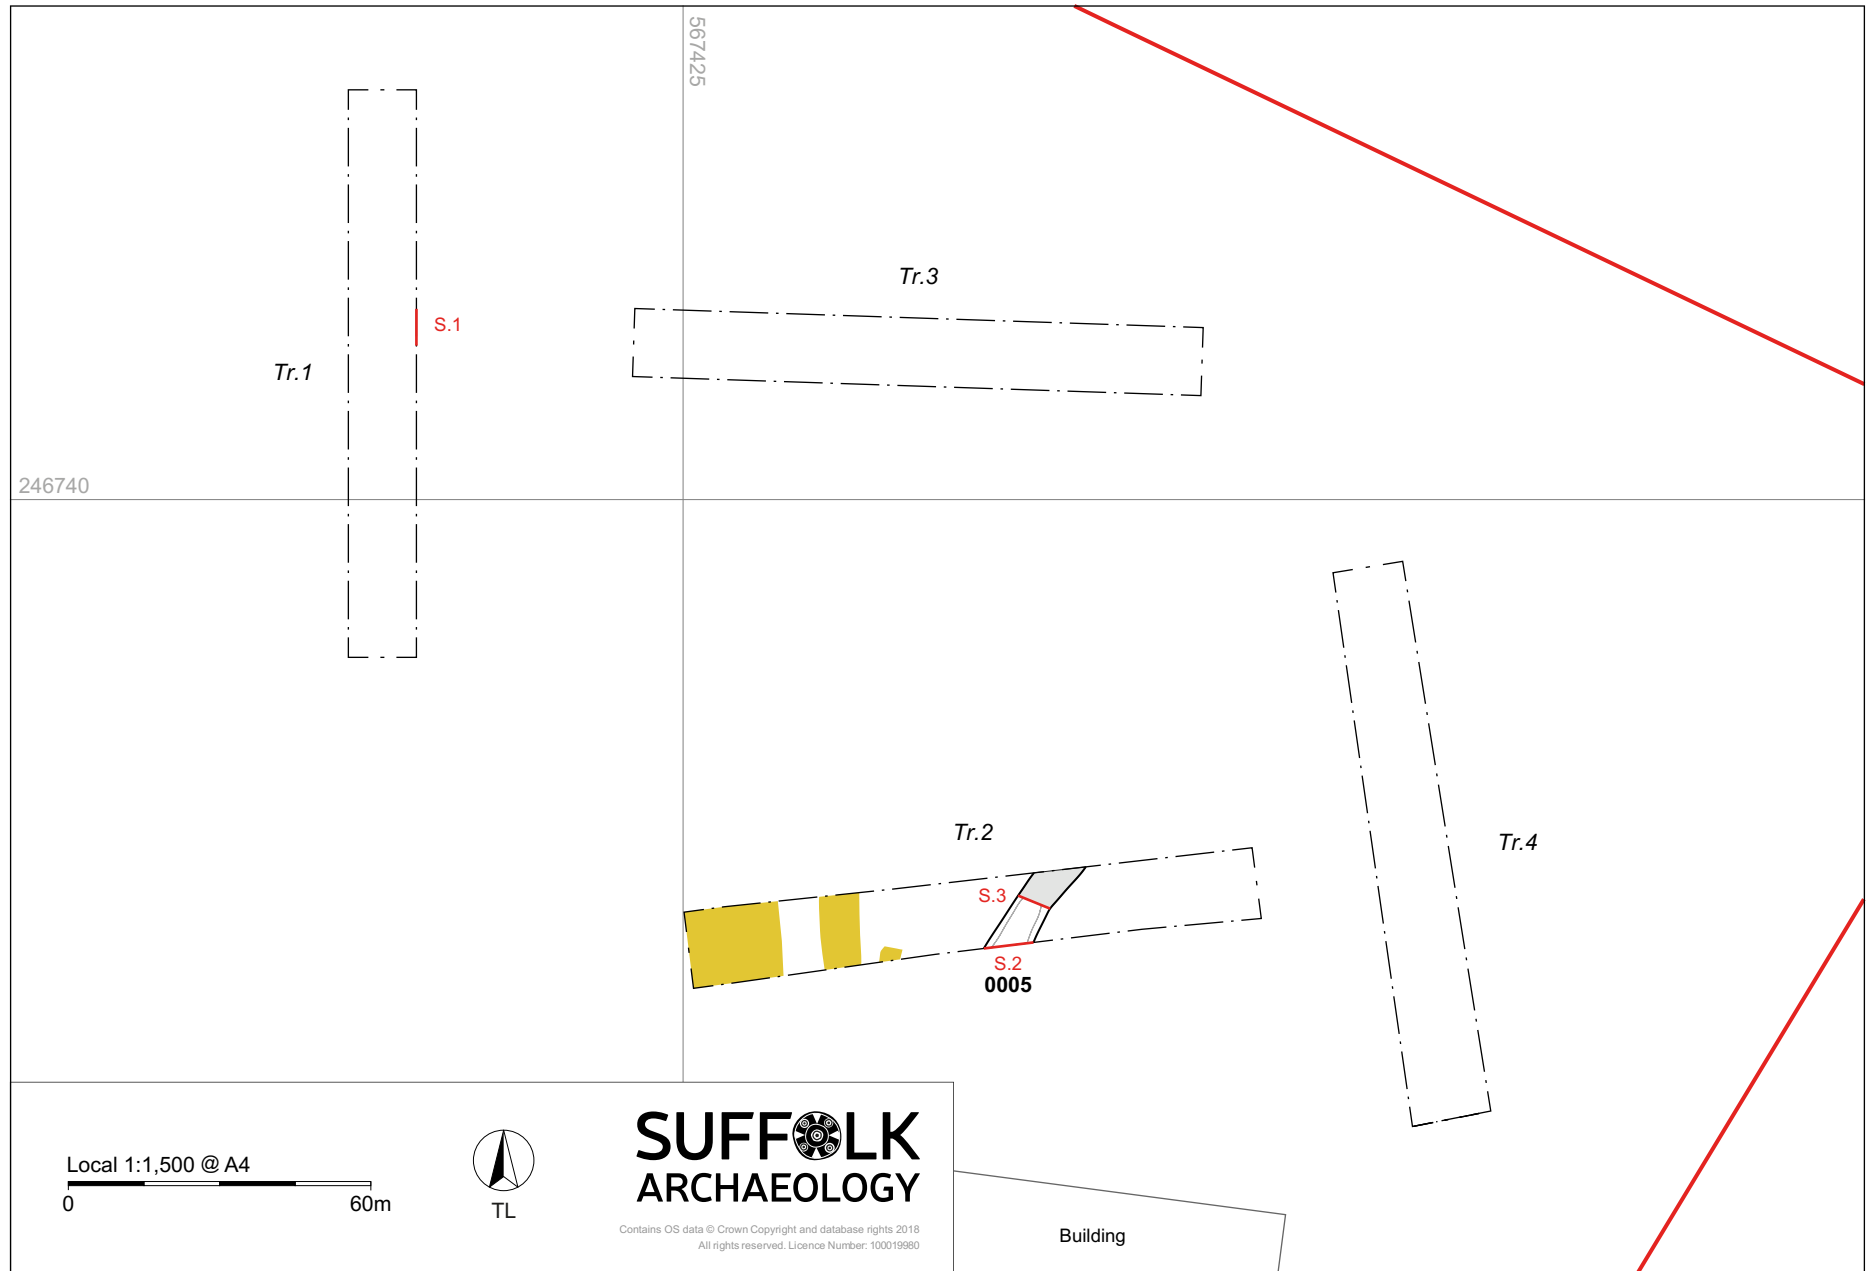 567425
Tr.3
S.1
Tr.1
246740
Tr.2
Tr.4
S.3
S.2
0005
Local 1:1,500 @ A4
0 60m
TL
SUFFOLK
ARCHAEOLOGY
Contains OS data © Crown Copyright and database rights 2018
All rights reserved. Licence Number: 100019980
Building